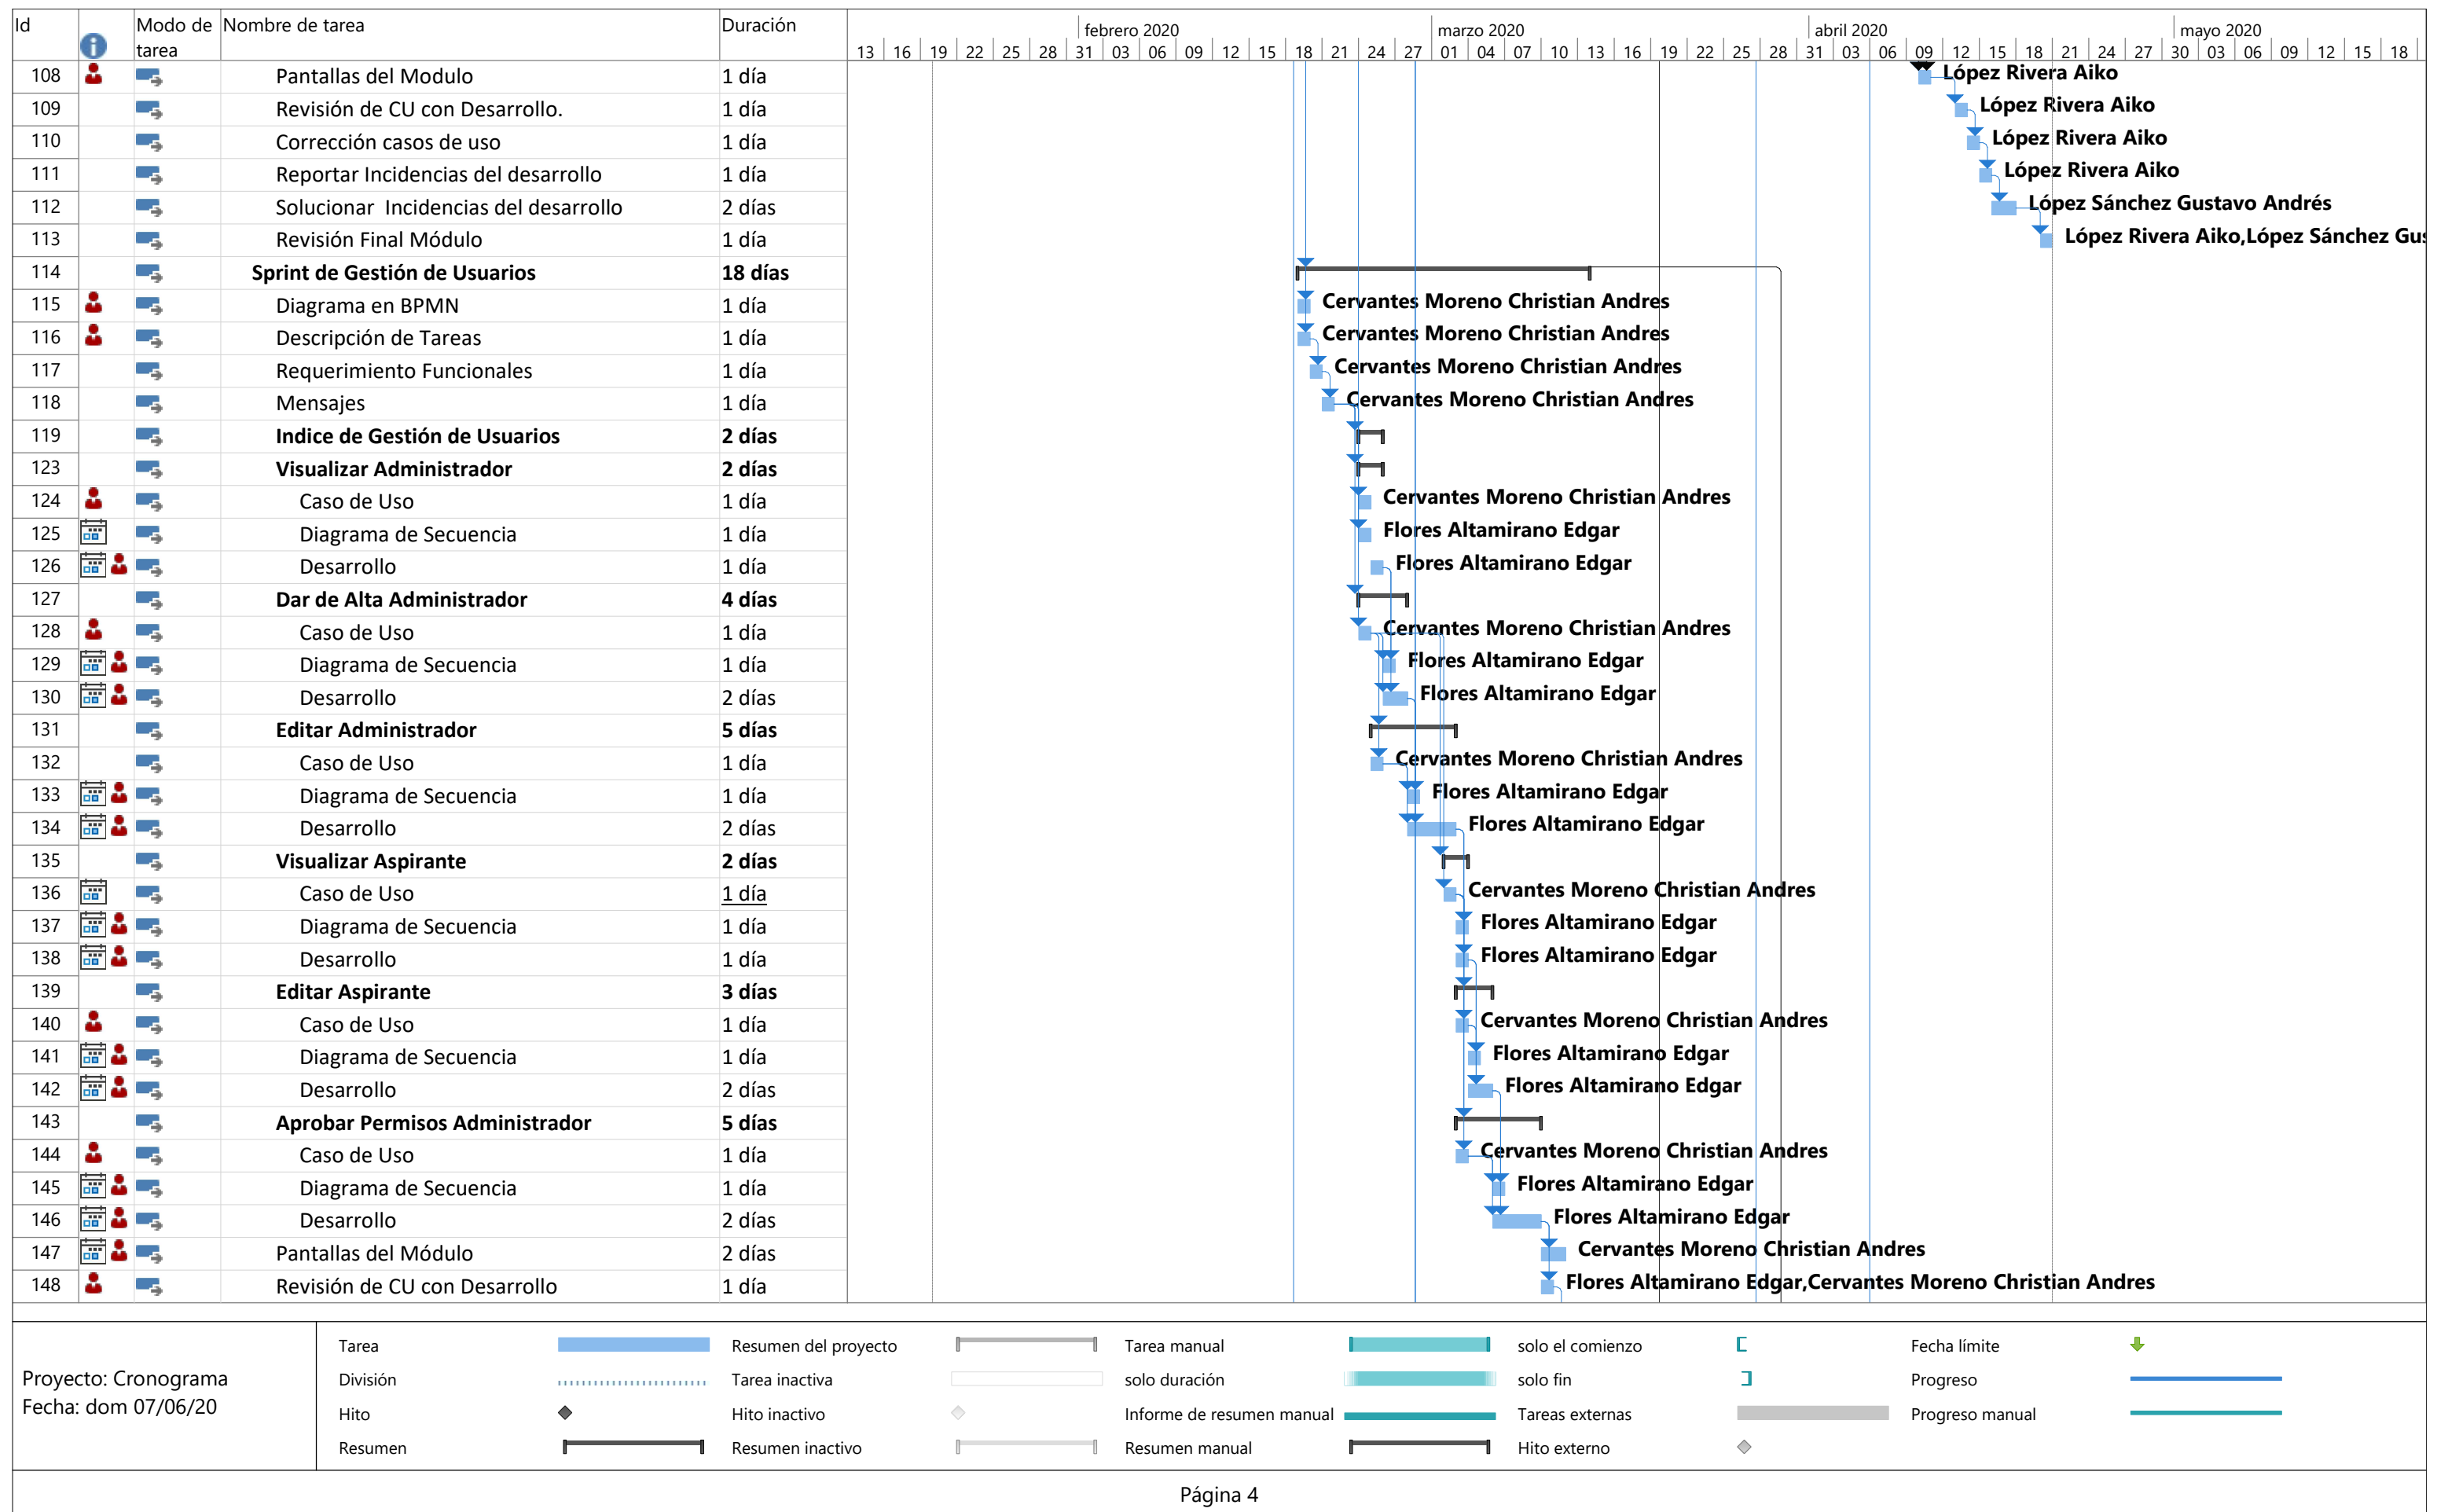 Id Modo de tarea Nombre de tarea Duración
febrero 2020 marzo 2020 abril 2020 mayo 2020
13 16 19 22 25 28 31 03 06 09 12 15 18 21 24 27 01 04 07 10 13 16 19 22 25 28 31 03 06 09 12 15 18 21 24 27 30 03 06 09 12 15 18
108 Pantallas del Modulo 1 día López Rivera Aiko
109 Revisión de CU con Desarrollo. 1 día López Rivera Aiko
110 Corrección casos de uso 1 día López Rivera Aiko
111 Reportar Incidencias del desarrollo 1 día López Rivera Aiko
112 Solucionar Incidencias del desarrollo 2 días López Sánchez Gustavo Andrés
113 Revisión Final Módulo 1 día López Rivera Aiko,López Sánchez Gus
114 Sprint de Gestión de Usuarios 18 días
115 Diagrama en BPMN 1 día Cervantes Moreno Christian Andres
116 Descripción de Tareas 1 día Cervantes Moreno Christian Andres
117 Requerimiento Funcionales 1 día Cervantes Moreno Christian Andres
118 Mensajes 1 día Cervantes Moreno Christian Andres
119 Indice de Gestión de Usuarios 2 días
123 Visualizar Administrador 2 días
124 Caso de Uso 1 día Cervantes Moreno Christian Andres
125 Diagrama de Secuencia 1 día Flores Altamirano Edgar
126 Desarrollo 1 día Flores Altamirano Edgar
127 Dar de Alta Administrador 4 días
128 Caso de Uso 1 día Cervantes Moreno Christian Andres
129 Diagrama de Secuencia 1 día Flores Altamirano Edgar
130 Desarrollo 2 días Flores Altamirano Edgar
131 Editar Administrador 5 días
132 Caso de Uso 1 día Cervantes Moreno Christian Andres
133 Diagrama de Secuencia 1 día Flores Altamirano Edgar
134 Desarrollo 2 días Flores Altamirano Edgar
135 Visualizar Aspirante 2 días
136 Caso de Uso 1 día Cervantes Moreno Christian Andres
137 Diagrama de Secuencia 1 día Flores Altamirano Edgar
138 Desarrollo 1 día Flores Altamirano Edgar
139 Editar Aspirante 3 días
140 Caso de Uso 1 día Cervantes Moreno Christian Andres
141 Diagrama de Secuencia 1 día Flores Altamirano Edgar
142 Desarrollo 2 días Flores Altamirano Edgar
143 Aprobar Permisos Administrador 5 días
144 Caso de Uso 1 día Cervantes Moreno Christian Andres
145 Diagrama de Secuencia 1 día Flores Altamirano Edgar
146 Desarrollo 2 días Flores Altamirano Edgar
147 Pantallas del Módulo 2 días Cervantes Moreno Christian Andres
148 Revisión de CU con Desarrollo 1 día Flores Altamirano Edgar,Cervantes Moreno Christian Andres
Proyecto: Cronograma
Fecha: dom 07/06/20
Tarea Resumen del proyecto Tarea manual solo el comienzo Fecha límite
División Tarea inactiva solo duración solo fin Progreso
Hito Hito inactivo Informe de resumen manual Tareas externas Progreso manual
Resumen Resumen inactivo Resumen manual Hito externo
Página 4